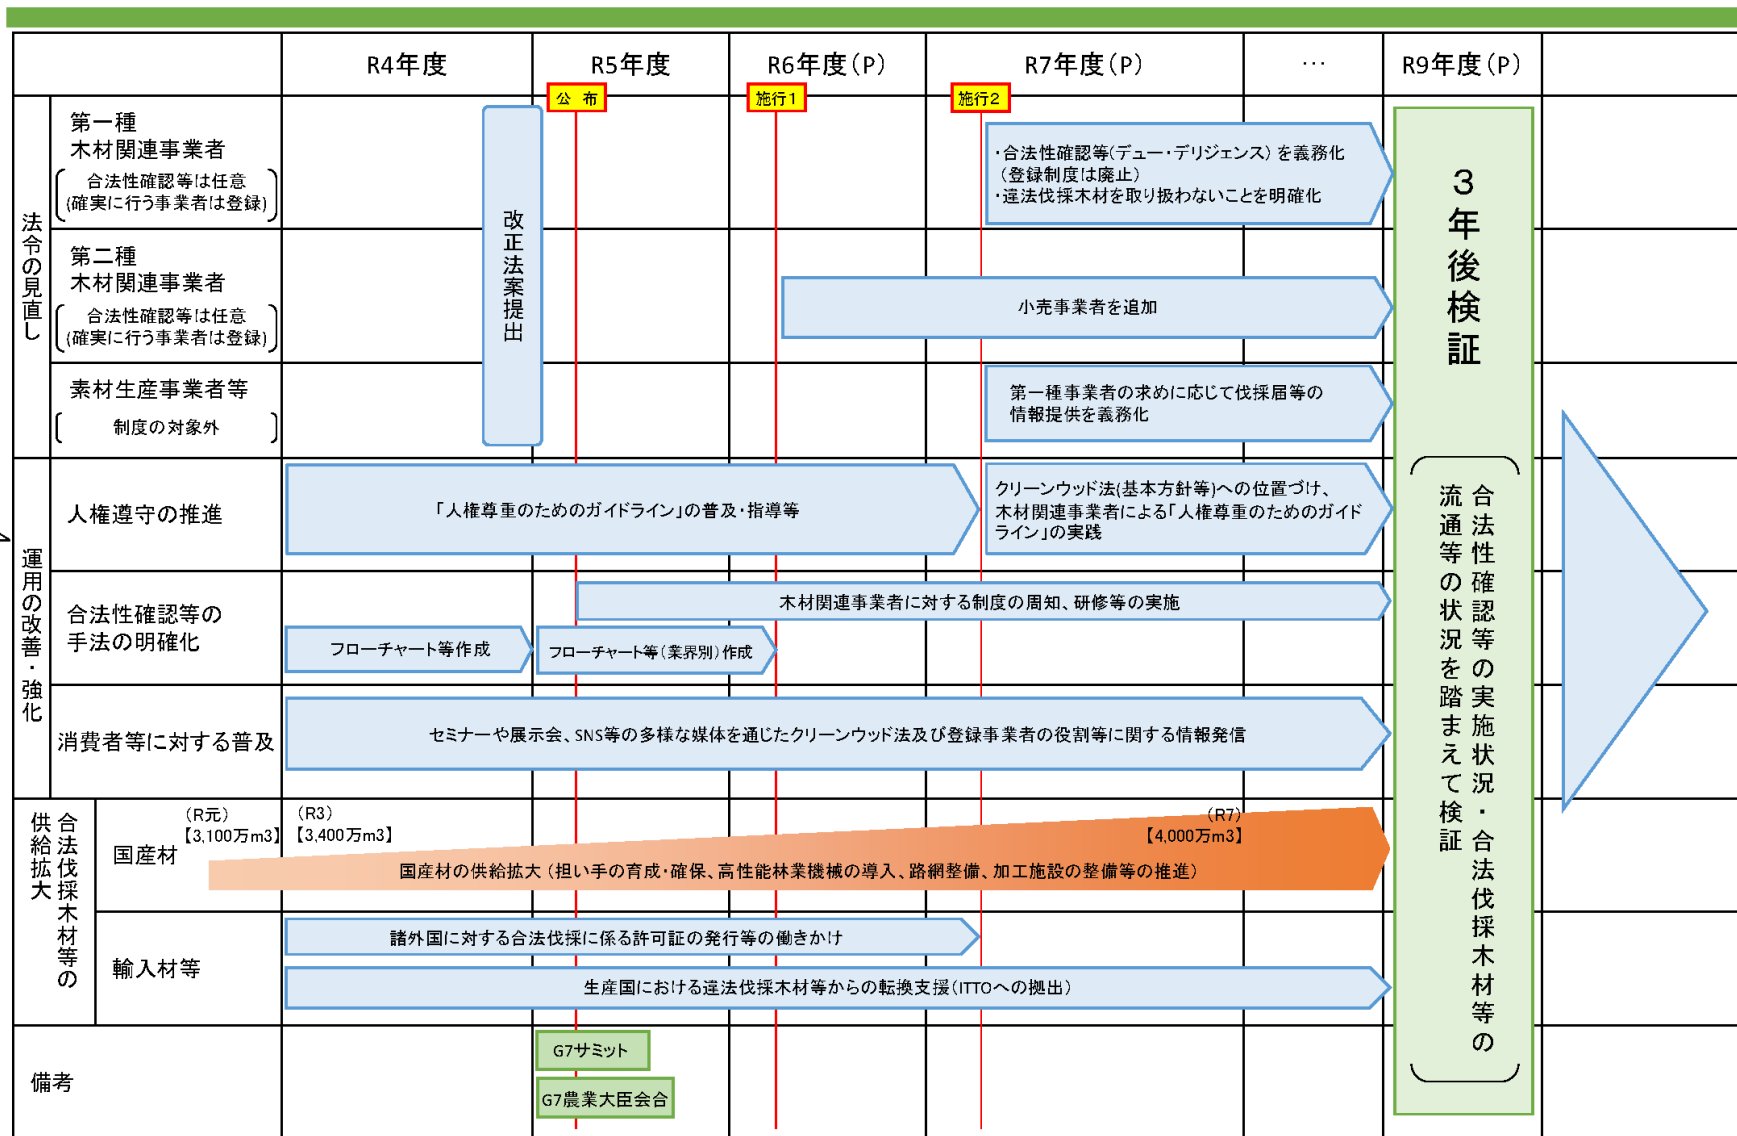 R4年度
R5年度
R6年度(P)
R7年度(P)
…
R9年度(P)
公 布
施行1
施行2
法令の見直し
第一種
木材関連事業者
合法性確認等は任意
(確実に行う事業者は登録)
改正法案提出
・合法性確認等(デュー・デリジェンス) を義務化
(登録制度は廃止)
・違法伐採木材を取り扱わないことを明確化
第二種
木材関連事業者
合法性確認等は任意
(確実に行う事業者は登録)
小売事業者を追加
素材生産事業者等
制度の対象外
第一種事業者の求めに応じて伐採届等の
情報提供を義務化
3年後検証
合法性確認等の実施状況・合法伐採木材等の
流通等の状況を踏まえて検証
運用の改善・強化
人権遵守の推進
「人権尊重のためのガイドライン」の普及・指導等
クリーンウッド法(基本方針等)への位置づけ、
木材関連事業者による「人権尊重のためのガイド
ライン」の実践
合法性確認等の
手法の明確化
木材関連事業者に対する制度の周知、研修等の実施
フローチャート等作成
フローチャート等(業界別)作成
消費者等に対する普及
セミナーや展示会、SNS等の多様な媒体を通じたクリーンウッド法及び登録事業者の役割等に関する情報発信
合法伐採木材等の
供給拡大
国産材
(R元)
【3,100万m3】
(R3)
【3,400万m3】
(R7)
【4,000万m3】
国産材の供給拡大 (担い手の育成・確保、高性能林業機械の導入、路網整備、加工施設の整備等の推進)
輸入材等
諸外国に対する合法伐採に係る許可証の発行等の働きかけ
生産国における違法伐採木材等からの転換支援(ITTOへの拠出)
備考
G7サミット
G7農業大臣会合